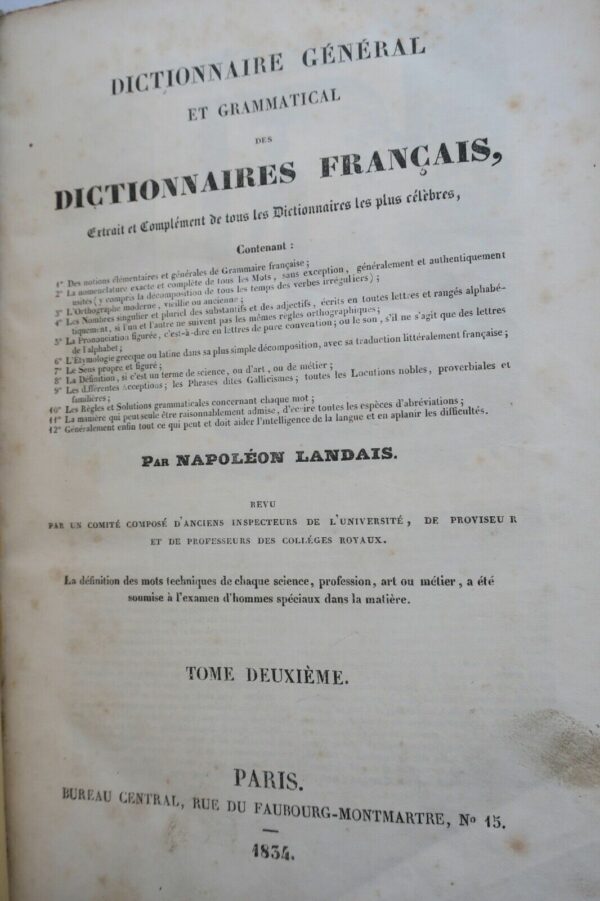 DICTIONNAIRE GÉNÉRAL
ET GRAMMATICAL
DES
DICTIONNAIRES FRANÇAIS,
Extrait et Complément de tous les Dictionnaires les plus célèbres,
Contenant :
1° Des notions élémentaires et générales de Grammaire française ;
2° La nomenclature exacte et complète de tous les Mots, sans exception, généralement et authentiquement
usités (y compris la décomposition de tous les temps des verbes irréguliers) ;
3° L'Orthographe moderne, vieillie ou ancienne ;
4° Les Nombres singulier et pluriel des substantifs et des adjectifs, écrits en toutes lettres et rangés alphabé-
tiquement, si l'un et l'autre ne suivent pas les mêmes règles orthographiques ;
5° La Prononciation figurée, c'est-à-dire en lettres de pure convention ; ou le son, s'il ne s'agit que des lettres
de l'alphabet ;
6° L'Étymologie grecque ou latine dans sa plus simple décomposition, avec sa traduction littéralement française ;
7° Le Sens propre et figuré ;
8° La Définition, si c'est un terme de science, ou d'art, ou de métier ;
9° Les différentes Acceptions ; les Phrases dites Gallicismes ; toutes les Locutions nobles, proverbiales et
familières ;
10° Les Règles et Solutions grammaticales concernant chaque mot ;
11° La manière qui peut seule être raisonnablement admise, d'écrire toutes les espèces d'abréviations ;
12° Généralement enfin tout ce qui peut et doit aider l'intelligence de la langue et en aplanir les difficultés.
PAR NAPOLÉON LANDAIS.
REVU
PAR UN COMITÉ COMPOSÉ D'ANCIENS INSPECTEURS DE L'UNIVERSITÉ, DE PROVISEUR
ET DE PROFESSEURS DES COLLÉGES ROYAUX.
La définition des mots techniques de chaque science, profession, art ou métier, a été
soumise à l'examen d'hommes spéciaux dans la matière.
TOME DEUXIÈME.
PARIS.
BUREAU CENTRAL, RUE DU FAUBOURG-MONTMARTRE, No 15.
1834.